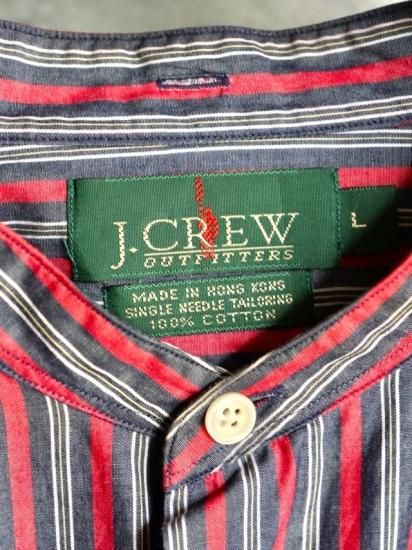 J.CREW
OUTFITTERS
L
MADE IN HONG KONG
SINGLE NEEDLE TAILORING
100% COTTON